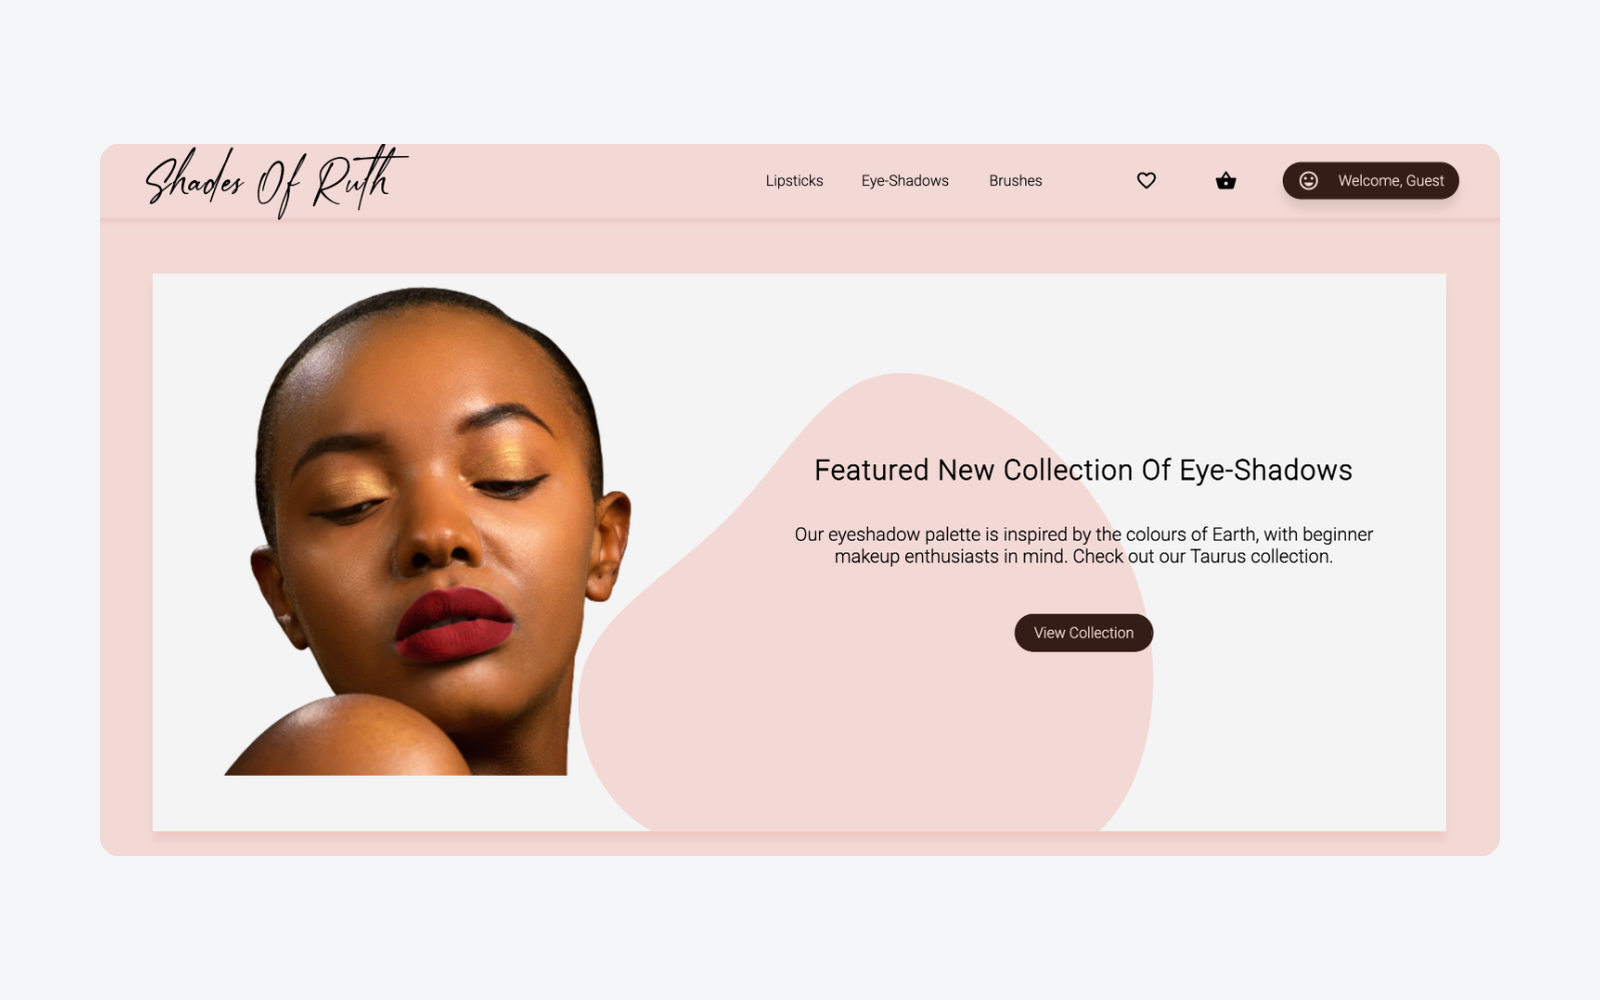 Shades Of Ruth
Lipsticks
Eye-Shadows
Brushes
Welcome, Guest
Featured New Collection Of Eye-Shadows
Our eyeshadow palette is inspired by the colours of Earth, with beginner
makeup enthusiasts in mind. Check out our Taurus collection.
View Collection